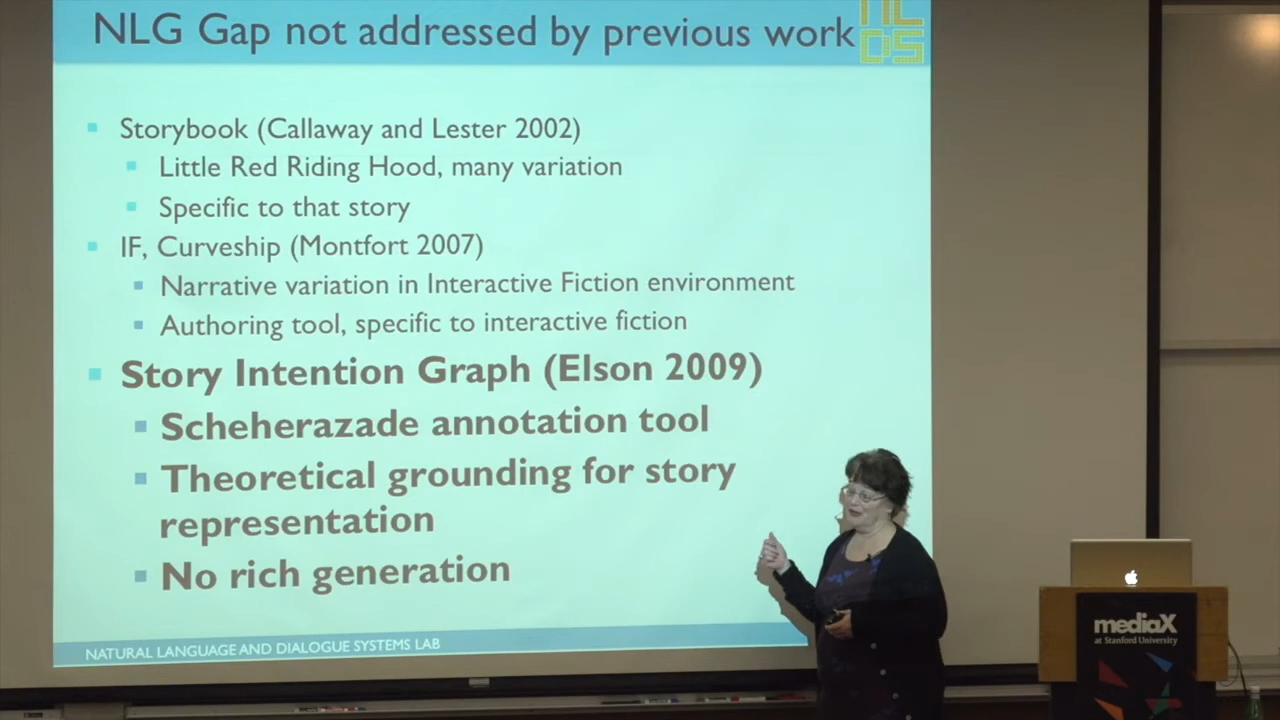 NLG Gap not addressed by previous work
NL
DS
Storybook (Callaway and Lester 2002)
Little Red Riding Hood, many variation
Specific to that story
IF, Curveship (Montfort 2007)
Narrative variation in Interactive Fiction environment
Authoring tool, specific to interactive fiction
Story Intention Graph (Elson 2009)
Scheherazade annotation tool
Theoretical grounding for story
representation
No rich generation
NATURAL LANGUAGE AND DIALOGUE SYSTEMS LAB
mediaX
at Stanford University